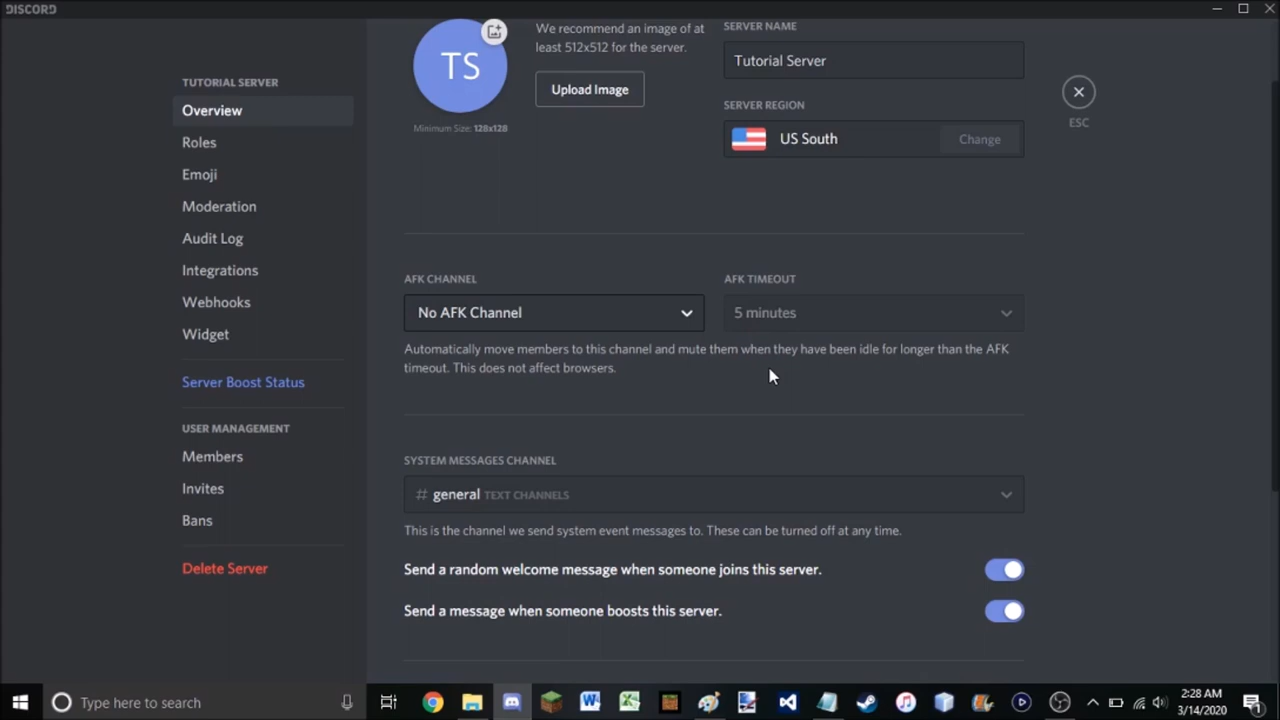 DISCORD
TUTORIAL SERVER
Overview
Roles
Emoji
Moderation
Audit Log
Integrations
Webhooks
Widget
Server Boost Status
USER MANAGEMENT
Members
Invites
Bans
Delete Server
TS
Minimum Size: 128x128
We recommend an image of at
least 512x512 for the server.
Upload Image
SERVER NAME
Tutorial Server
SERVER REGION
US South
Change
ESC
AFK CHANNEL
No AFK Channel
AFK TIMEOUT
5 minutes
Automatically move members to this channel and mute them when they have been idle for longer than the AFK
timeout. This does not affect browsers.
SYSTEM MESSAGES CHANNEL
# general TEXT CHANNELS
This is the channel we send system event messages to. These can be turned off at any time.
Send a random welcome message when someone joins this server.
Send a message when someone boosts this server.
Type here to search
2:28 AM
3/14/2020
1